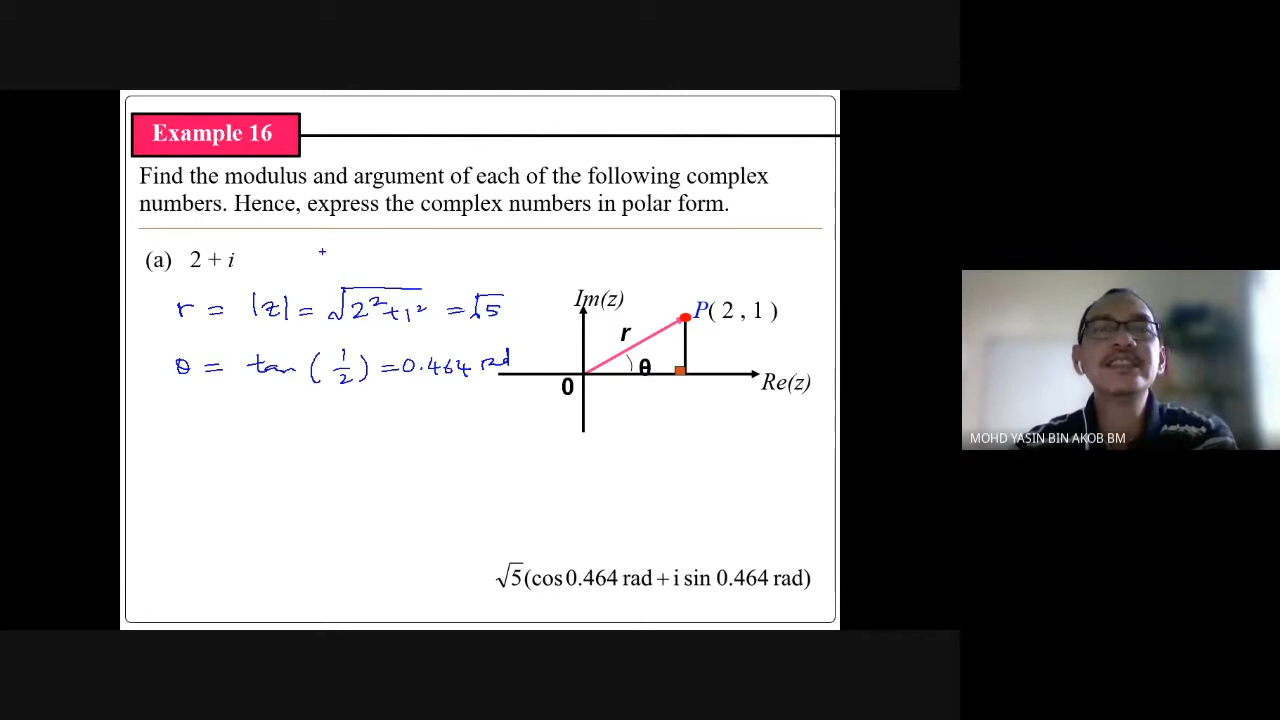 Example 16
Find the modulus and argument of each of the following complex
numbers. Hence, express the complex numbers in polar form.
(a) 2 + i
+
r = |z| = √2²+1² = √5
θ = tan (1/2) = 0.464 rad
Im(z)
P( 2 , 1 )
r
θ
0
Re(z)
√5(cos 0.464 rad + i sin 0.464 rad)
MOHD YASIN BIN AKOB BM